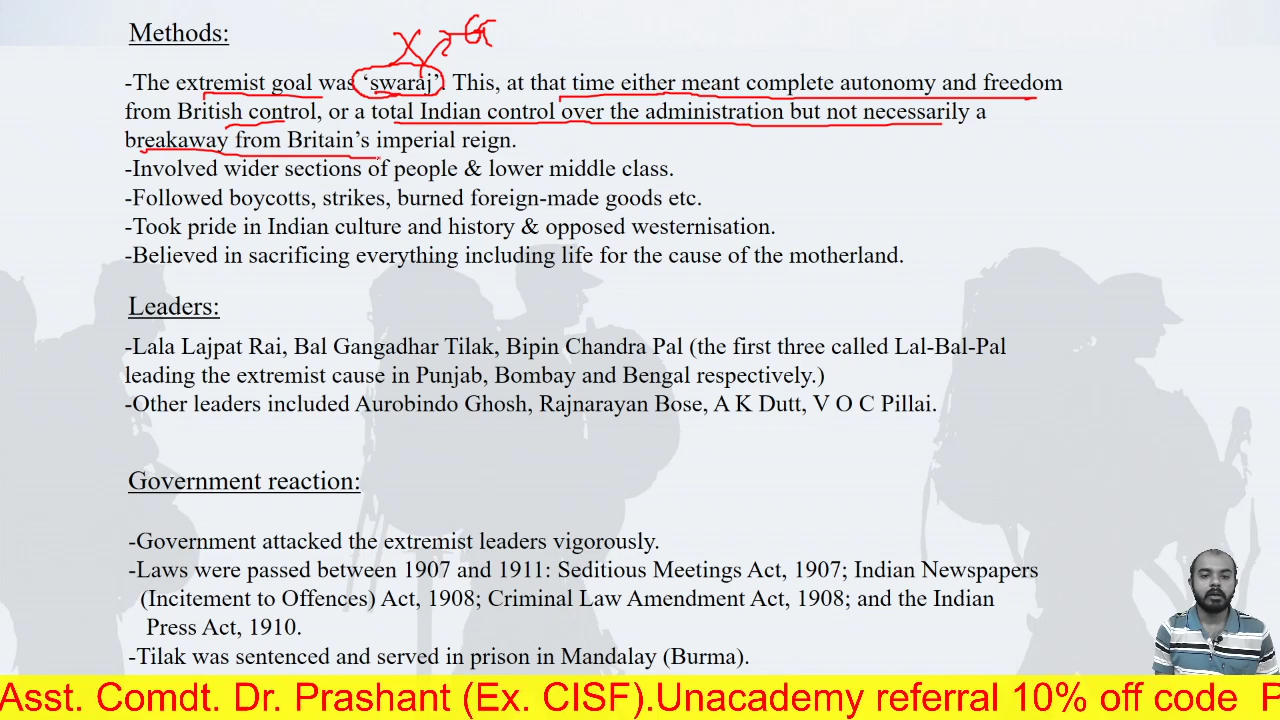 Methods:
-The extremist goal was ‘swaraj’. This, at that time either meant complete autonomy and freedom
from British control, or a total Indian control over the administration but not necessarily a
breakaway from Britain’s imperial reign.
-Involved wider sections of people & lower middle class.
-Followed boycotts, strikes, burned foreign-made goods etc.
-Took pride in Indian culture and history & opposed westernisation.
-Believed in sacrificing everything including life for the cause of the motherland.
Leaders:
-Lala Lajpat Rai, Bal Gangadhar Tilak, Bipin Chandra Pal (the first three called Lal-Bal-Pal
leading the extremist cause in Punjab, Bombay and Bengal respectively.)
-Other leaders included Aurobindo Ghosh, Rajnarayan Bose, A K Dutt, V O C Pillai.
Government reaction:
-Government attacked the extremist leaders vigorously.
-Laws were passed between 1907 and 1911: Seditious Meetings Act, 1907; Indian Newspapers
(Incitement to Offences) Act, 1908; Criminal Law Amendment Act, 1908; and the Indian
Press Act, 1910.
-Tilak was sentenced and served in prison in Mandalay (Burma).
Asst. Comdt. Dr. Prashant (Ex. CISF).Unacademy referral 10% off code